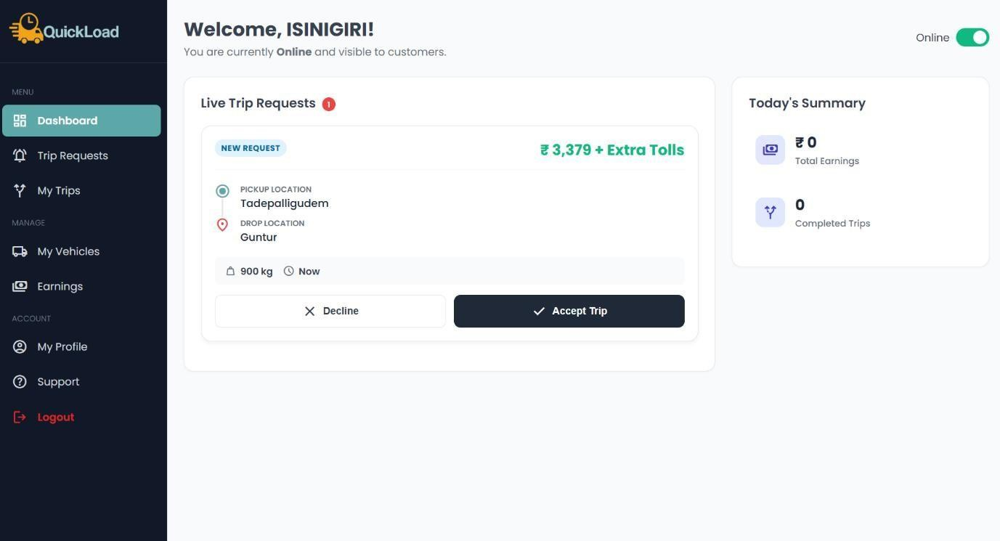 QuickLoad
MENU
Dashboard
Trip Requests
My Trips
MANAGE
My Vehicles
Earnings
ACCOUNT
My Profile
Support
Logout
Welcome, ISINIGIRI!
You are currently Online and visible to customers.
Online
Live Trip Requests 1
NEW REQUEST
₹ 3,379 + Extra Tolls
PICKUP LOCATION
Tadepalligudem
DROP LOCATION
Guntur
900 kg Now
Decline
Accept Trip
Today's Summary
₹ 0
Total Earnings
0
Completed Trips